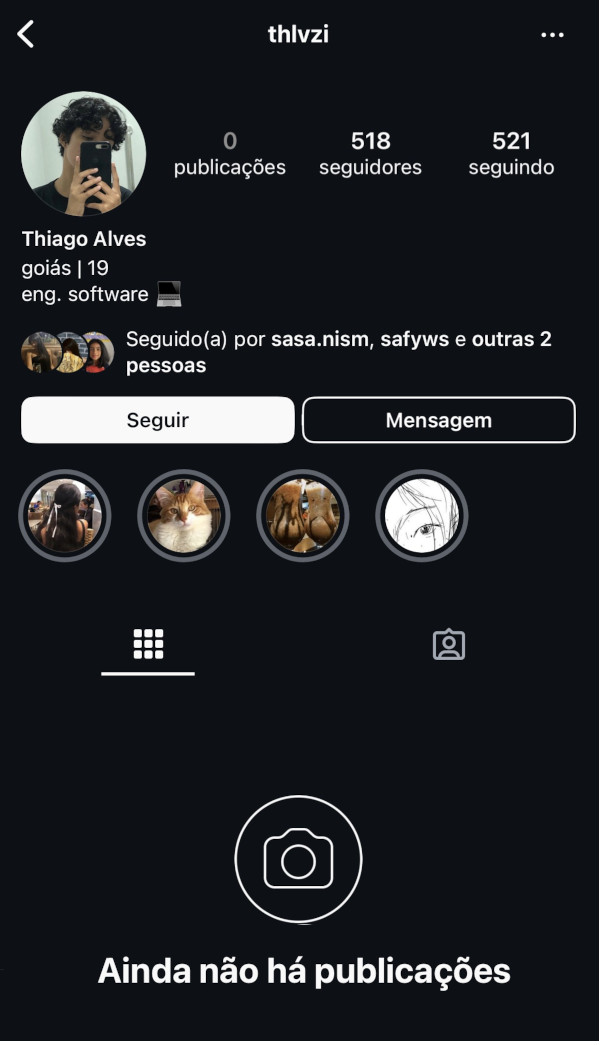 thlvzi
0 518 521
publicações seguidores seguindo
Thiago Alves
goiás | 19
eng. software 💻
Seguido(a) por sasa.nism, safyws e outras 2
pessoas
Seguir Mensagem
Ainda não há publicações